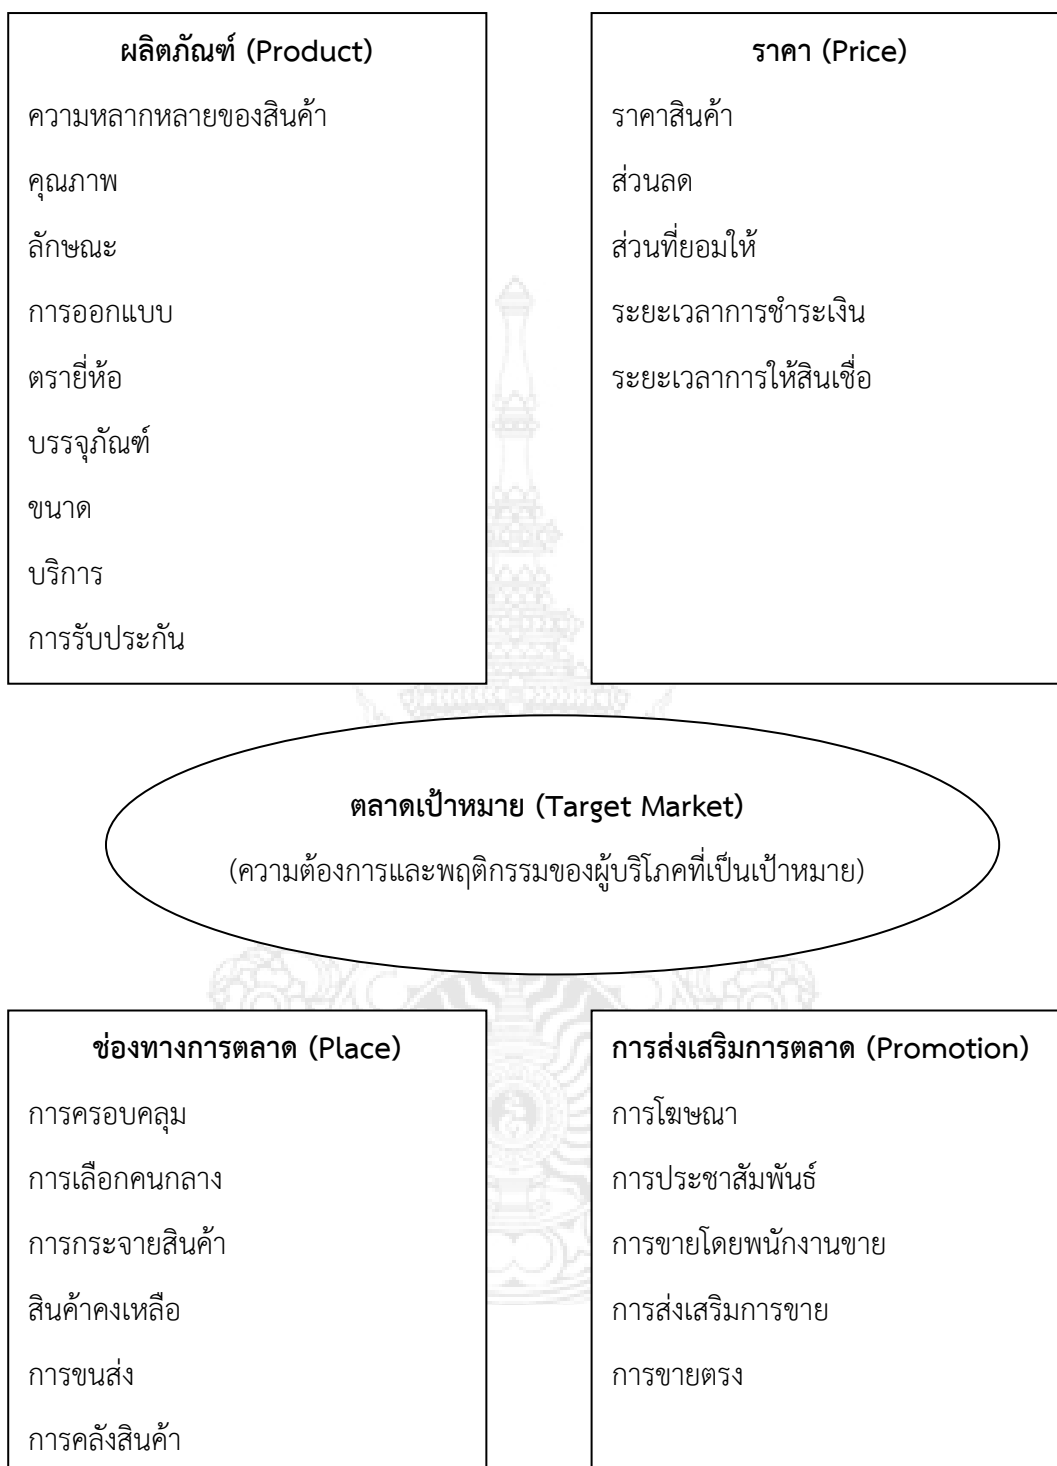 ผลิตภัณฑ์ (Product)
ความหลากหลายของสินค้า
คุณภาพ
ลักษณะ
การออกแบบ
ตรายี่ห้อ
บรรจุภัณฑ์
ขนาด
บริการ
การรับประกัน
ราคา (Price)
ราคาสินค้า
ส่วนลด
ส่วนที่ยอมให้
ระยะเวลาการชำระเงิน
ระยะเวลาการให้สินเชื่อ
ตลาดเป้าหมาย (Target Market)
(ความต้องการและพฤติกรรมของผู้บริโภคที่เป็นเป้าหมาย)
ช่องทางการตลาด (Place)
การครอบคลุม
การเลือกคนกลาง
การกระจายสินค้า
สินค้าคงเหลือ
การขนส่ง
การคลังสินค้า
การส่งเสริมการตลาด (Promotion)
การโฆษณา
การประชาสัมพันธ์
การขายโดยพนักงานขาย
การส่งเสริมการขาย
การขายตรง